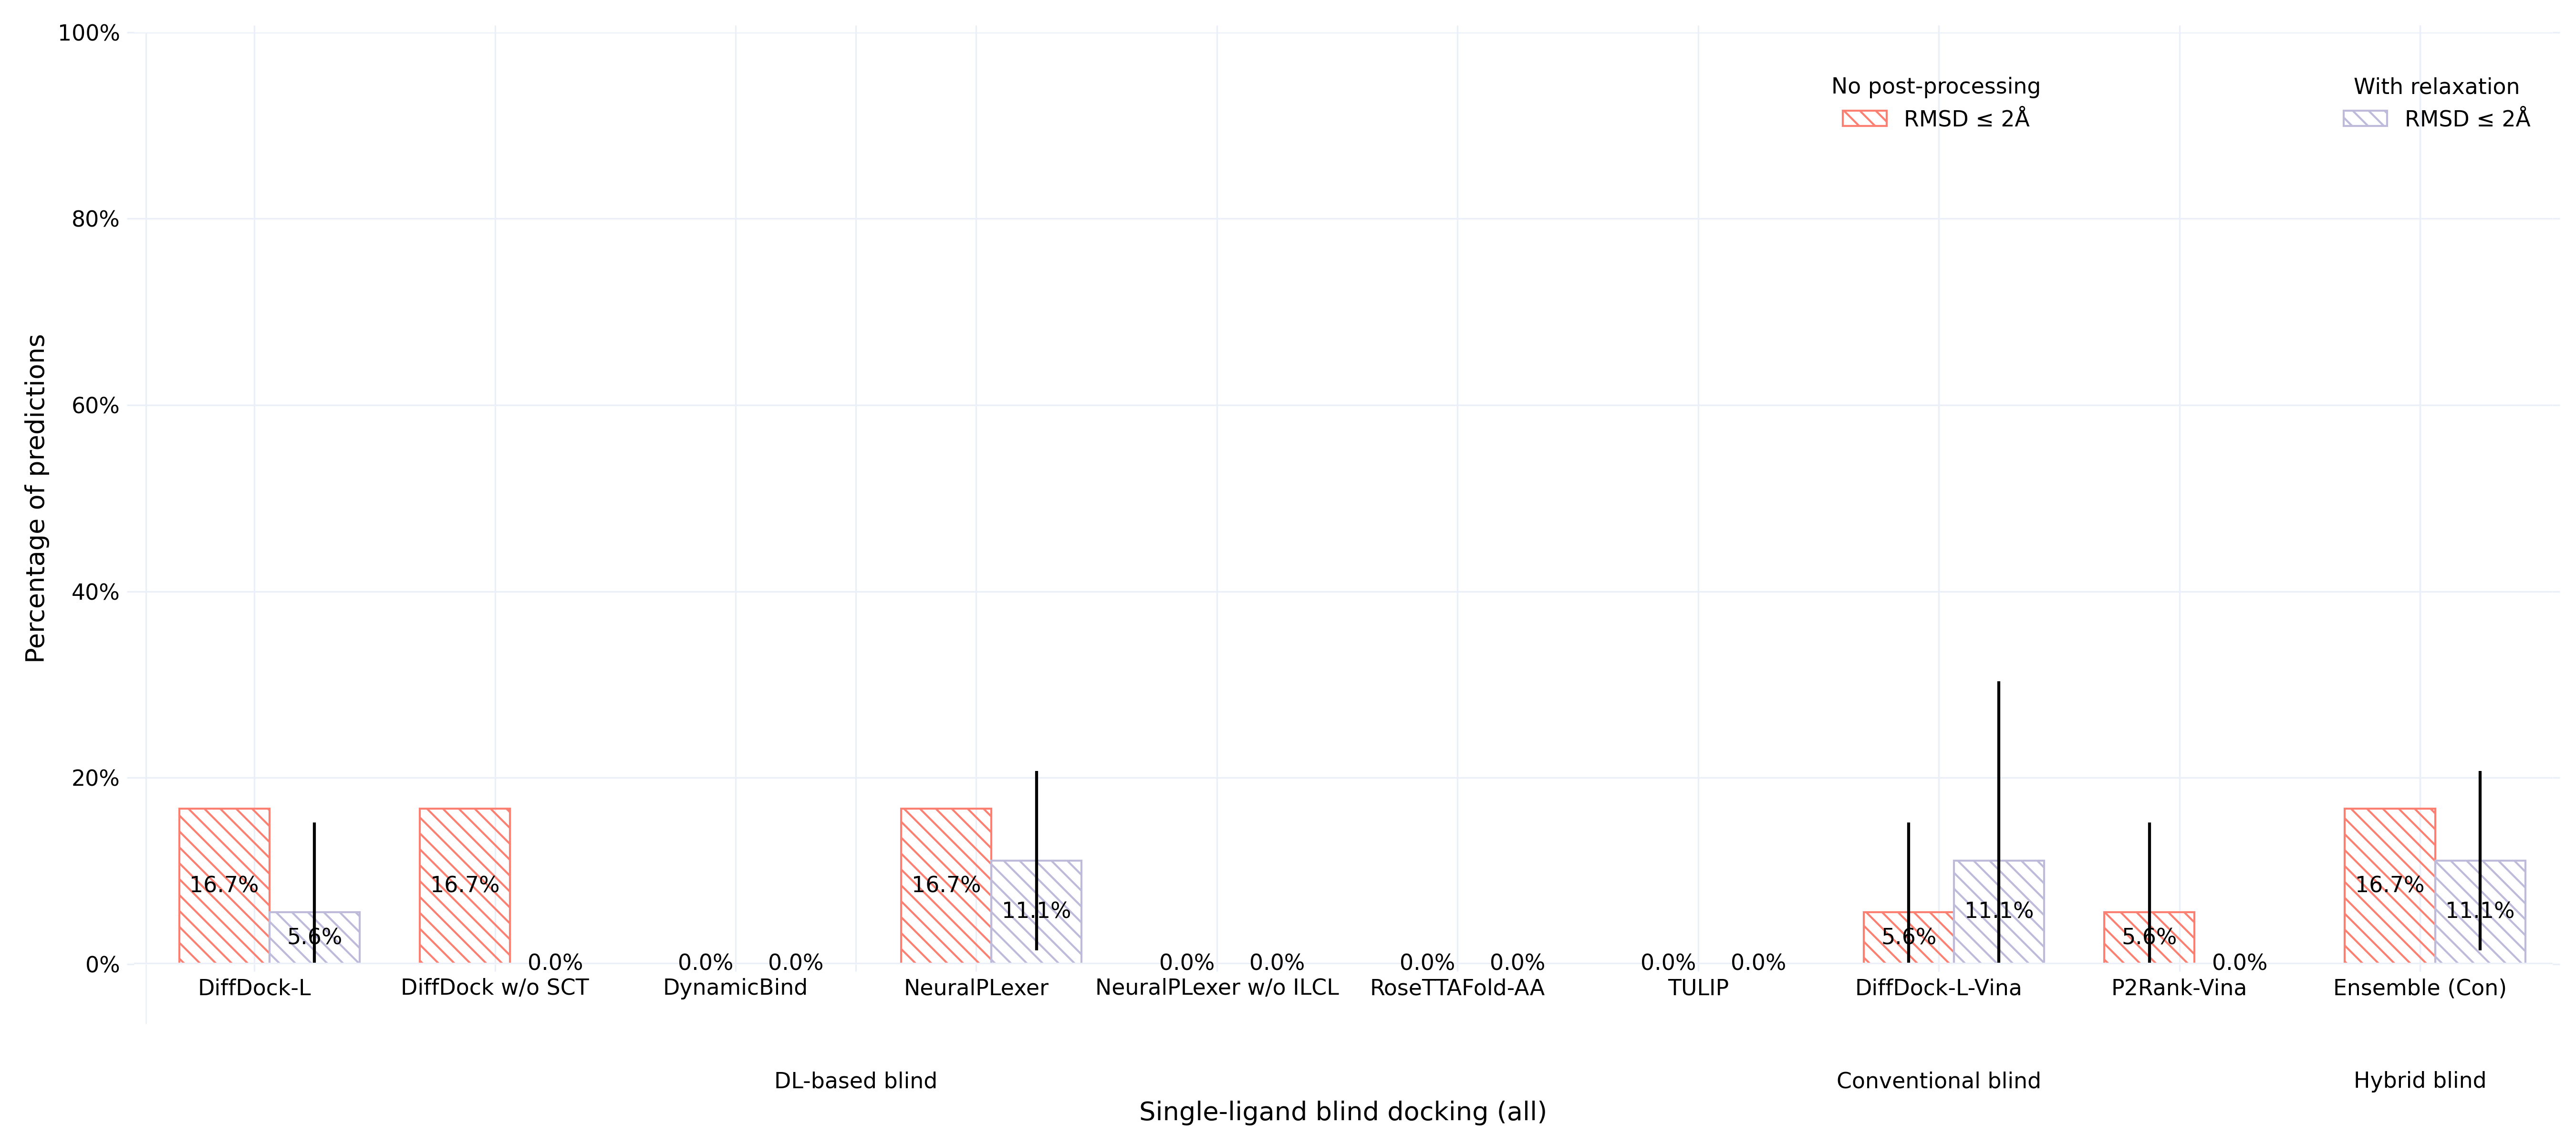 100%
80%
60%
40%
20%
0%
Percentage of predictions
No post-processing
RMSD ≤ 2Å
With relaxation
RMSD ≤ 2Å
16.7%
5.6%
16.7%
0.0%
0.0%
0.0%
16.7%
11.1%
0.0%
0.0%
0.0%
0.0%
0.0%
0.0%
5.6%
11.1%
5.6%
0.0%
16.7%
11.1%
DiffDock-L
DiffDock w/o SCT
DynamicBind
NeuralPLexer
NeuralPLexer w/o ILCL
RoseTTAFold-AA
TULIP
DiffDock-L-Vina
P2Rank-Vina
Ensemble (Con)
DL-based blind
Conventional blind
Hybrid blind
Single-ligand blind docking (all)